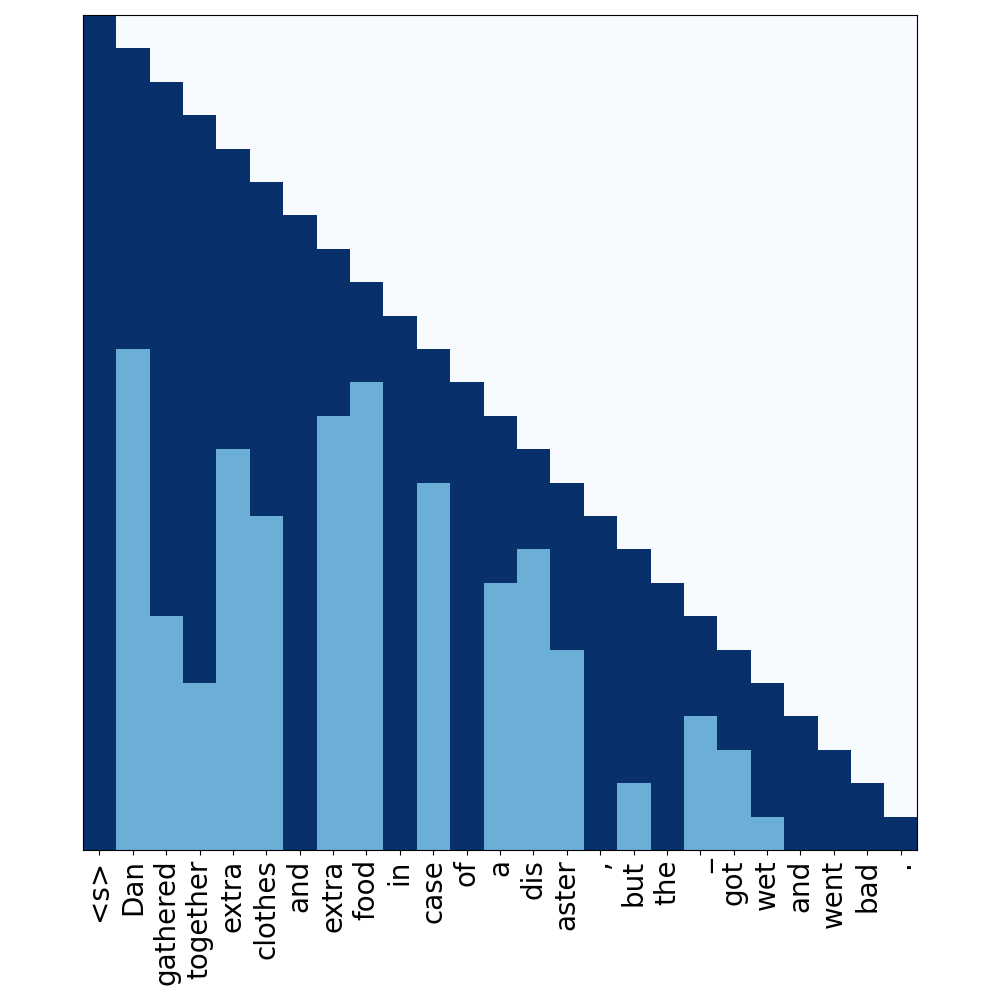 <s> Dan gathered together extra clothes and extra food in case of a dis aster , but the _ got wet and went bad .